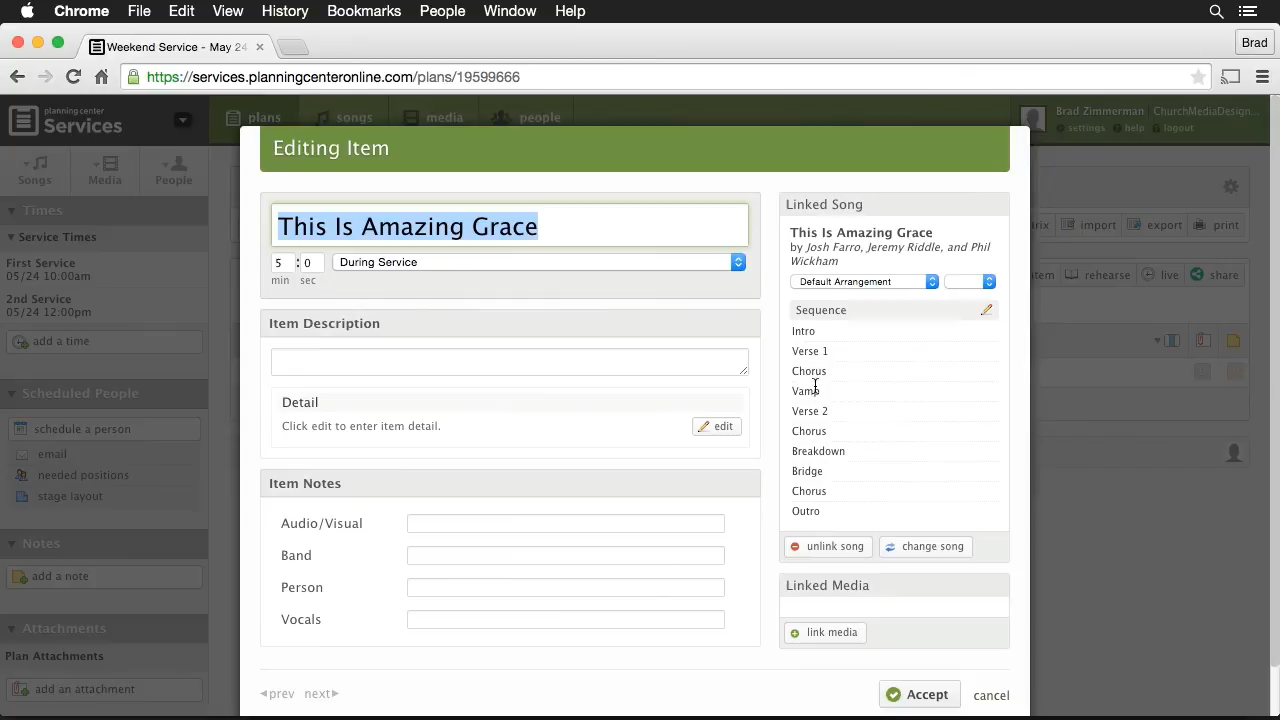 Chrome File Edit View History Bookmarks People Window Help
Weekend Service - May 24
Brad
https://services.planningcenteronline.com/plans/19599666
planning center
Services
plans songs media people
Brad Zimmerman ChurchMediaDesign...
settings help logout
Songs Media People
Times
Service Times
First Service
05/24 10:00am
2nd Service
05/24 12:00pm
add a time
Scheduled People
schedule a person
email
needed positions
stage layout
Notes
add a note
Attachments
Plan Attachments
add an attachment
import export print
rehearse live share
Editing Item
This Is Amazing Grace
5 : 0 During Service
min sec
Item Description
Detail
Click edit to enter item detail.
edit
Item Notes
Audio/Visual
Band
Person
Vocals
Linked Song
This Is Amazing Grace
by Josh Farro, Jeremy Riddle, and Phil
Wickham
Default Arrangement
Sequence
Intro
Verse 1
Chorus
Vamp
Verse 2
Chorus
Breakdown
Bridge
Chorus
Outro
unlink song change song
Linked Media
link media
prev next
Accept cancel